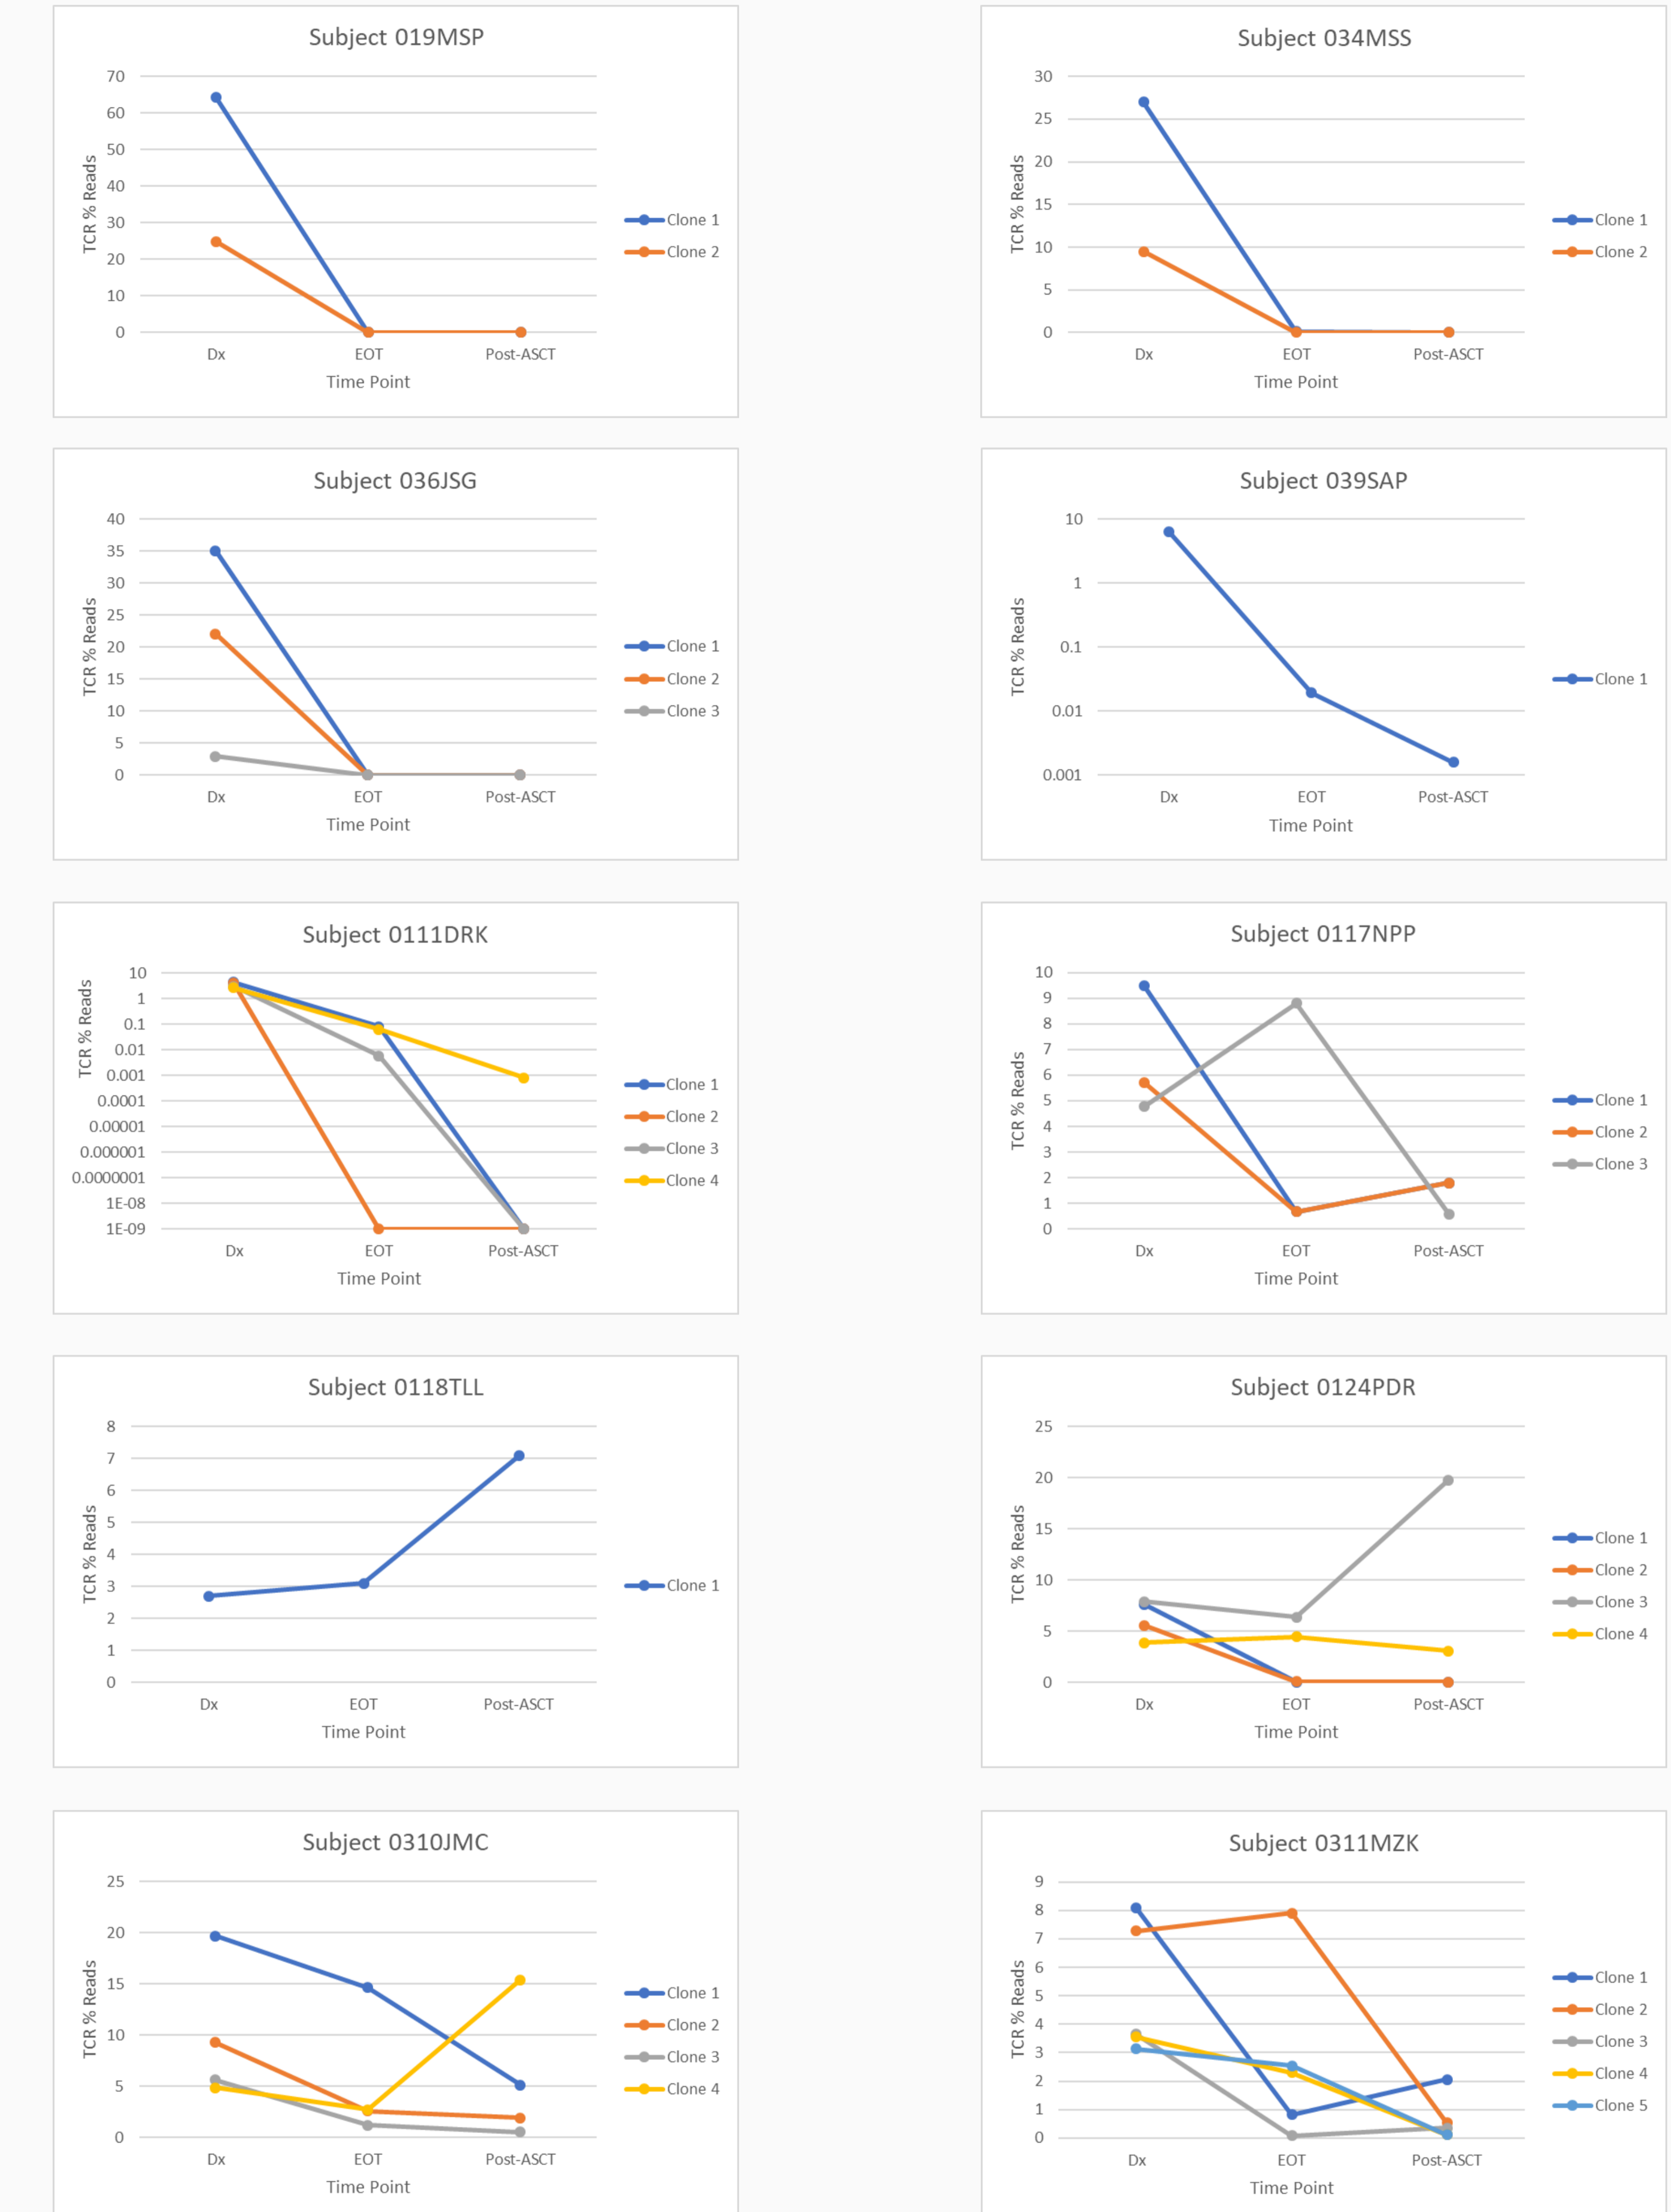 Subject 019MSP
TCR % Reads
70
60
50
40
30
20
10
0
Dx EOT Post-ASCT
Time Point
Clone 1
Clone 2
Subject 034MSS
TCR % Reads
30
25
20
15
10
5
0
Dx EOT Post-ASCT
Time Point
Clone 1
Clone 2
Subject 036JSG
TCR % Reads
40
35
30
25
20
15
10
5
0
Dx EOT Post-ASCT
Time Point
Clone 1
Clone 2
Clone 3
Subject 039SAP
TCR % Reads
10
1
0.1
0.01
0.001
Dx EOT Post-ASCT
Time Point
Clone 1
Subject 0111DRK
TCR % Reads
10
1
0.1
0.01
0.001
0.0001
0.00001
0.000001
0.0000001
1E-08
1E-09
Dx EOT Post-ASCT
Time Point
Clone 1
Clone 2
Clone 3
Clone 4
Subject 0117NPP
TCR % Reads
10
9
8
7
6
5
4
3
2
1
0
Dx EOT Post-ASCT
Time Point
Clone 1
Clone 2
Clone 3
Subject 0118TLL
TCR % Reads
8
7
6
5
4
3
2
1
0
Dx EOT Post-ASCT
Time Point
Clone 1
Subject 0124PDR
TCR % Reads
25
20
15
10
5
0
Dx EOT Post-ASCT
Time Point
Clone 1
Clone 2
Clone 3
Clone 4
Subject 0310JMC
TCR % Reads
25
20
15
10
5
0
Dx EOT Post-ASCT
Time Point
Clone 1
Clone 2
Clone 3
Clone 4
Subject 0311MZK
TCR % Reads
9
8
7
6
5
4
3
2
1
0
Dx EOT Post-ASCT
Time Point
Clone 1
Clone 2
Clone 3
Clone 4
Clone 5